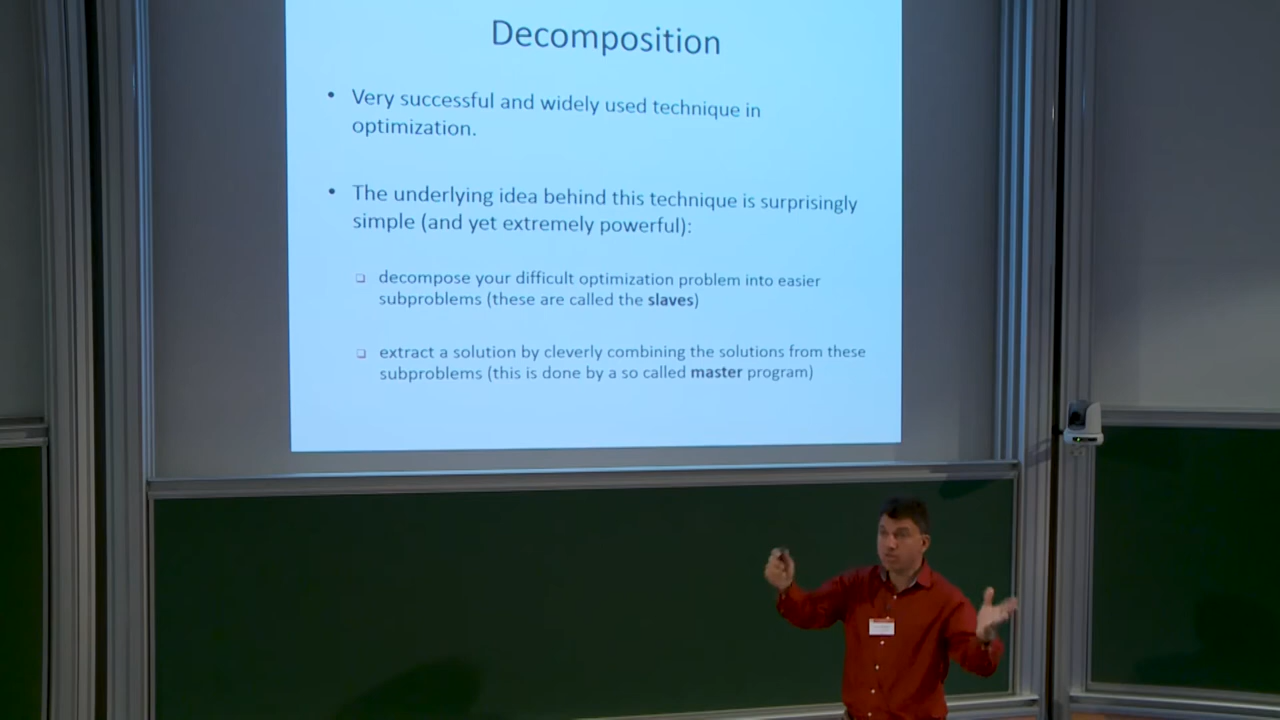 Decomposition
• Very successful and widely used technique in
optimization.
• The underlying idea behind this technique is surprisingly
simple (and yet extremely powerful):
❑ decompose your difficult optimization problem into easier
subproblems (these are called the slaves)
❑ extract a solution by cleverly combining the solutions from these
subproblems (this is done by a so called master program)